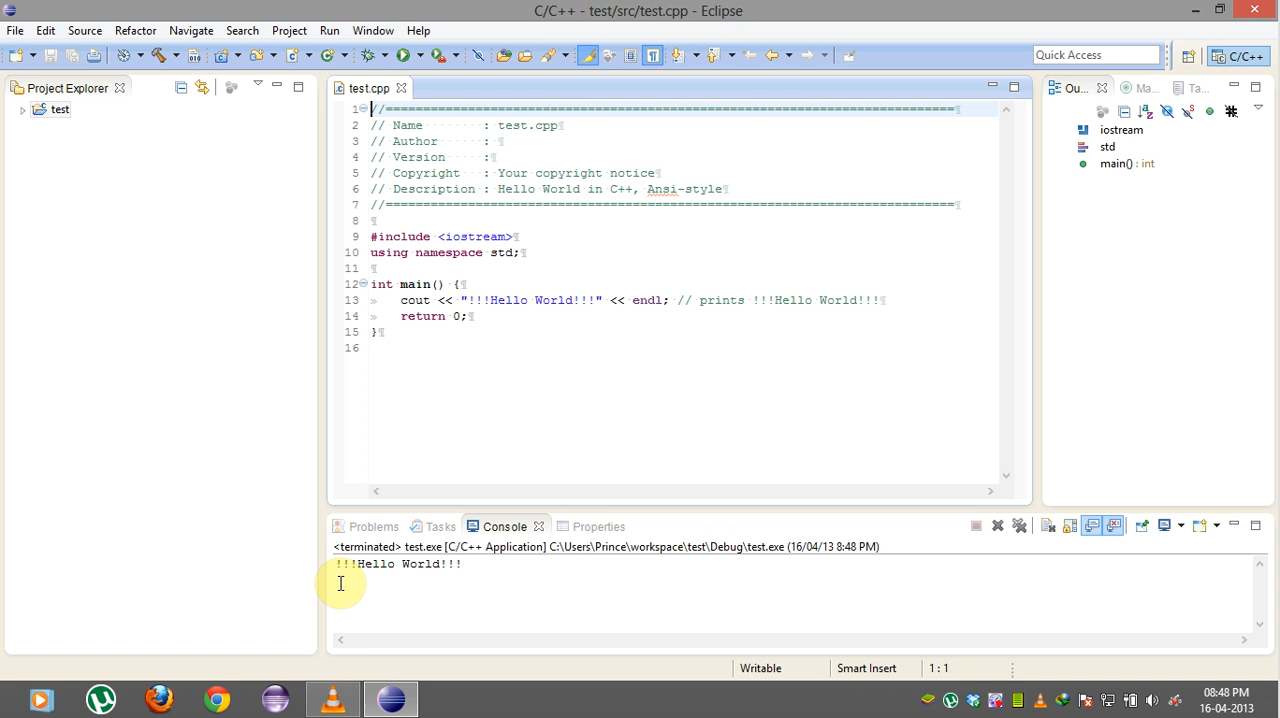 C/C++ - test/src/test.cpp - Eclipse
File Edit Source Refactor Navigate Search Project Run Window Help
Quick Access
C/C++
Project Explorer
test
test.cpp
Ou...
Ma...
Ta...
1 //============================================================================
2 // Name        : test.cpp
3 // Author      :
4 // Version     :
5 // Copyright   : Your copyright notice
6 // Description : Hello World in C++, Ansi-style
7 //============================================================================
8
9 #include <iostream>
10 using namespace std;
11
12 int main() {
13 cout << "!!!Hello World!!!" << endl; // prints !!!Hello World!!!
14 return 0;
15 }
16
iostream
std
main() : int
Problems Tasks Console Properties
<terminated> test.exe [C/C++ Application] C:\Users\Prince\workspace\test\Debug\test.exe (16/04/13 8:48 PM)
!!!Hello World!!!
Writable Smart Insert 1 : 1
08:48 PM
16-04-2013